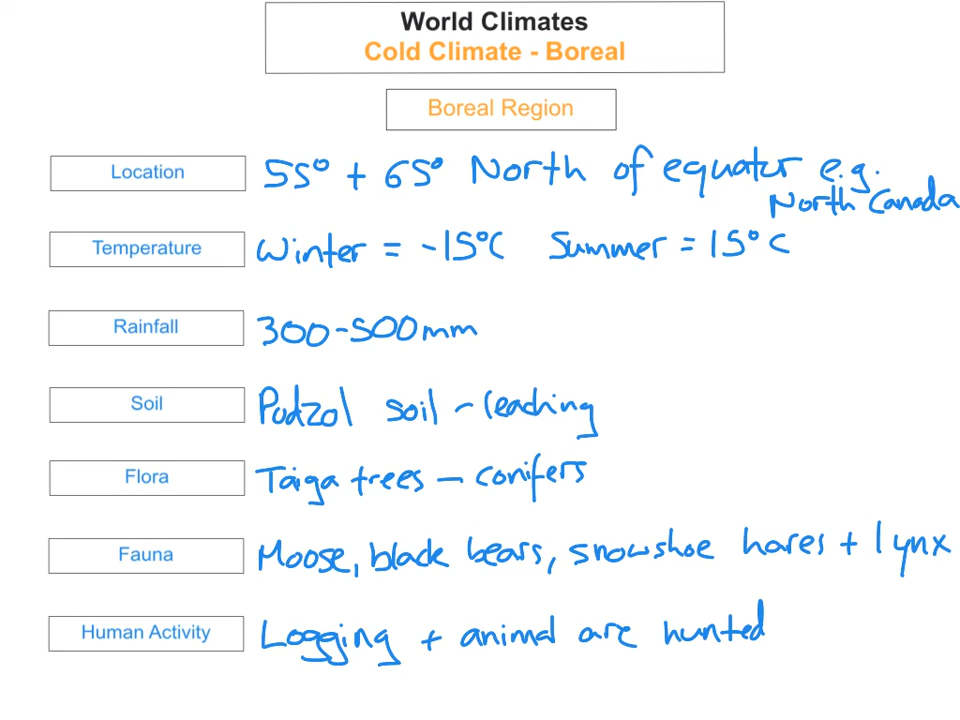 World Climates
Cold Climate - Boreal
Boreal Region
Location 55° + 65° North of equator e.g.
North Canada
Temperature Winter = -15°C Summer = 15°C
Rainfall 300-500mm
Soil Podzol soil - leaching
Flora Taiga trees - conifers
Fauna Moose, black bears, snowshoe hares + lynx
Human Activity Logging + animal are hunted